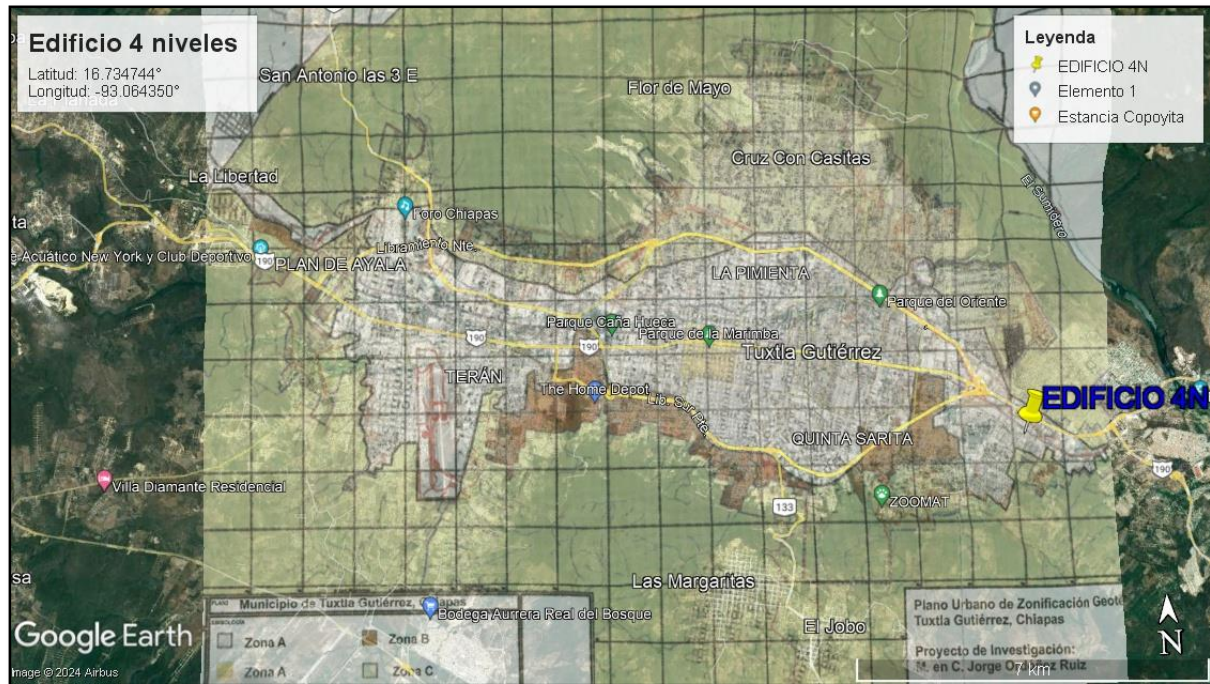 Edificio 4 niveles
Latitud: 16.734744°
Longitud: -93.064350°
Leyenda
EDIFICIO 4N
Elemento 1
Estancia Copoyita
San Antonio las 3 E
Flor de Mayo
Cruz Con Casitas
La Libertad
El Sumidero
Foro Chiapas
Libramiento Nte.
e Acuático New York y Club Deportivo
190
PLAN DE AYALA
LA PIMIENTA
Parque del Oriente
Parque Caña Hueca
Parque de la Marimba
190
190
Tuxtla Gutiérrez
TERÁN
The Home Depot
Lib. Sur Pte.
EDIFICIO 4N
QUINTA SARITA
190
Villa Diamante Residencial
ZOOMAT
133
Las Margaritas
El Jobo
Municipio de Tuxtla Gutiérrez, Chiapas
Bodega Aurrera Real del Bosque
Zona A
Zona B
Zona A
Zona C
Plano Urbano de Zonificación Geoté
Tuxtla Gutiérrez, Chiapas
Proyecto de Investigación:
M. en C. Jorge Ordóñez Ruiz
Google Earth
Image © 2024 Airbus
7 km
N